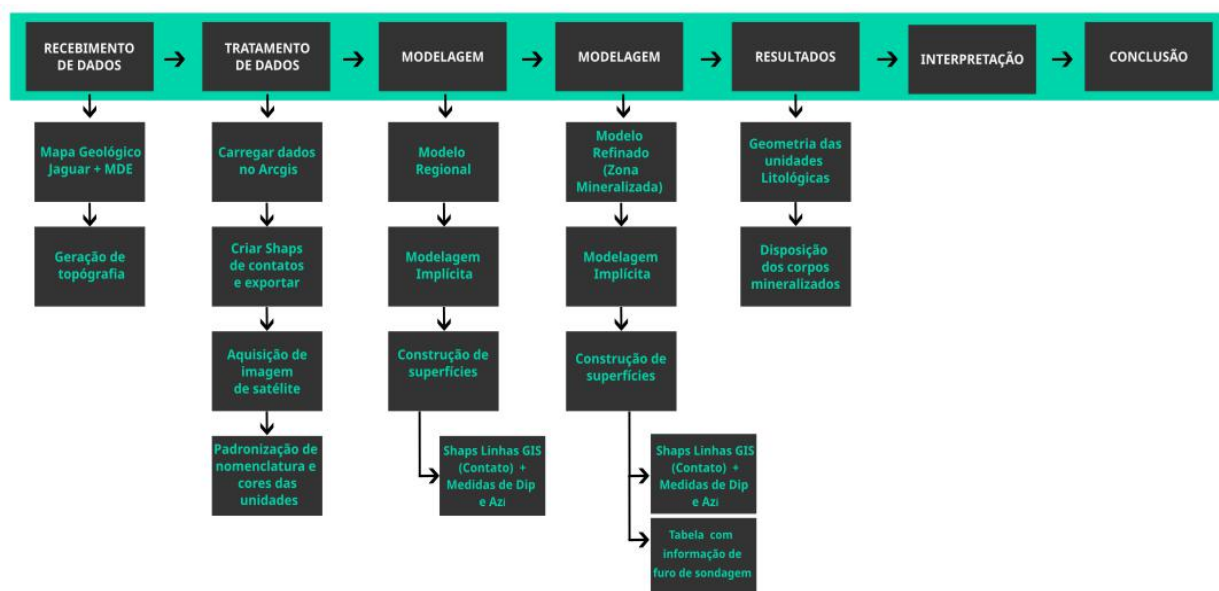 RECEBIMENTO
DE DADOS
TRATAMENTO
DE DADOS
MODELAGEM
MODELAGEM
RESULTADOS
INTERPRETAÇÃO
CONCLUSÃO
Mapa Geológico
Jaguar + MDE
Geração de
topógrafia
Carregar dados
no Arcgis
Criar Shaps
de contatos
e exportar
Aquisição de
imagem
de satélite
Padronização de
nomenclatura e
cores das
unidades
Modelo
Regional
Modelagem
Implícita
Construção de
superfícies
Shaps Linhas GIS
(Contato) +
Medidas de Dip
e Azi
Modelo
Refinado
(Zona
Mineralizada)
Modelagem
Implícita
Construção de
superfícies
Shaps Linhas GIS
(Contato) +
Medidas de Dip
e Azi
Tabela com
informação de
furo de sondagem
Geometria das
unidades
Litológicas
Disposição
dos corpos
mineralizados